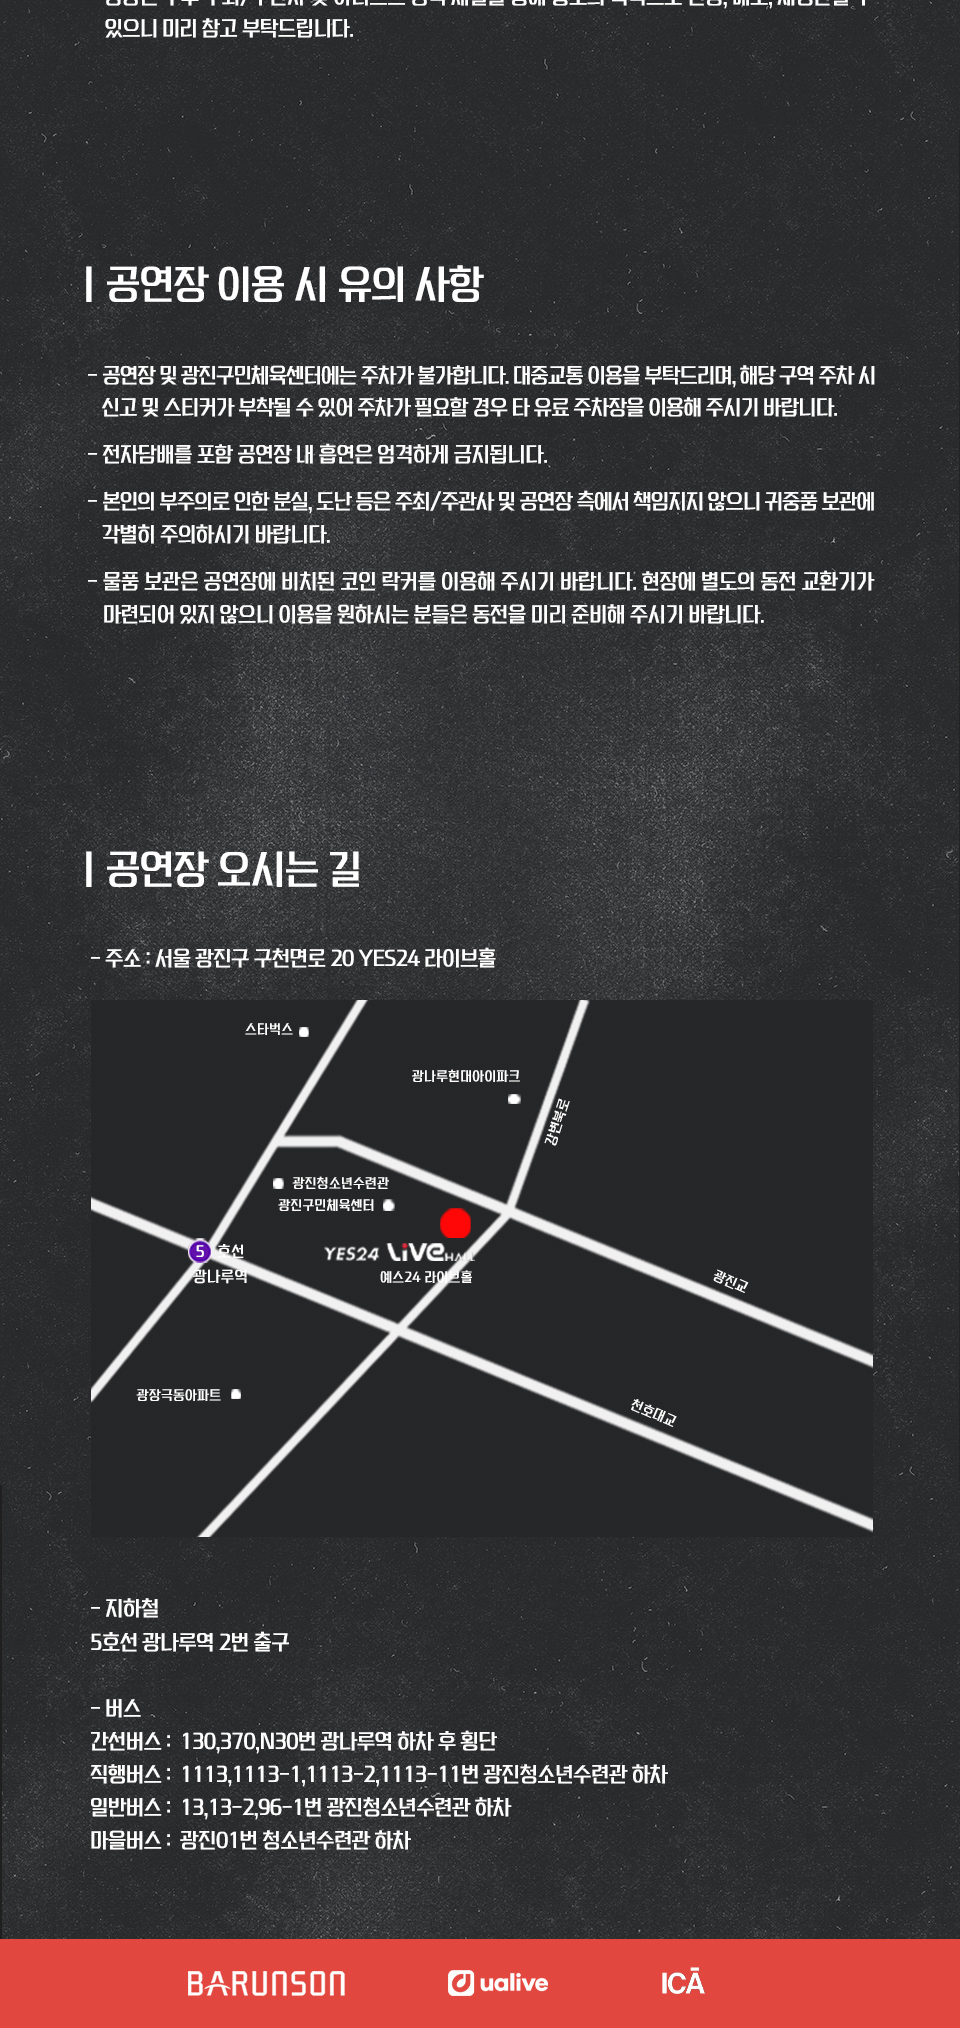 있으니 미리 참고 부탁드립니다.
| 공연장 이용 시 유의 사항
- 공연장 및 광진구민체육센터에는 주차가 불가합니다. 대중교통 이용을 부탁드리며, 해당 구역 주차 시
신고 및 스티커가 부착될 수 있어 주차가 필요할 경우 타 유료 주차장을 이용해 주시기 바랍니다.
- 전자담배를 포함 공연장 내 흡연은 엄격하게 금지됩니다.
- 본인의 부주의로 인한 분실, 도난 등은 주최/주관사 및 공연장 측에서 책임지지 않으니 귀중품 보관에
각별히 주의하시기 바랍니다.
- 물품 보관은 공연장에 비치된 코인 락커를 이용해 주시기 바랍니다. 현장에 별도의 동전 교환기가
마련되어 있지 않으니 이용을 원하시는 분들은 동전을 미리 준비해 주시기 바랍니다.
| 공연장 오시는 길
- 주소 : 서울 광진구 구천면로 20 YES24 라이브홀
스타벅스
광나루현대아이파크
강변북로
광진청소년수련관
광진구민체육센터
5 호선
광나루역
YES24 LIVE HALL
예스24 라이브홀
광진교
광장극동아파트
천호대교
- 지하철
5호선 광나루역 2번 출구
- 버스
간선버스 : 130,370,N30번 광나루역 하차 후 횡단
직행버스 : 1113,1113-1,1113-2,1113-11번 광진청소년수련관 하차
일반버스 : 13,13-2,96-1번 광진청소년수련관 하차
마을버스 : 광진01번 청소년수련관 하차
BARUNSON
ualive
ICĀ